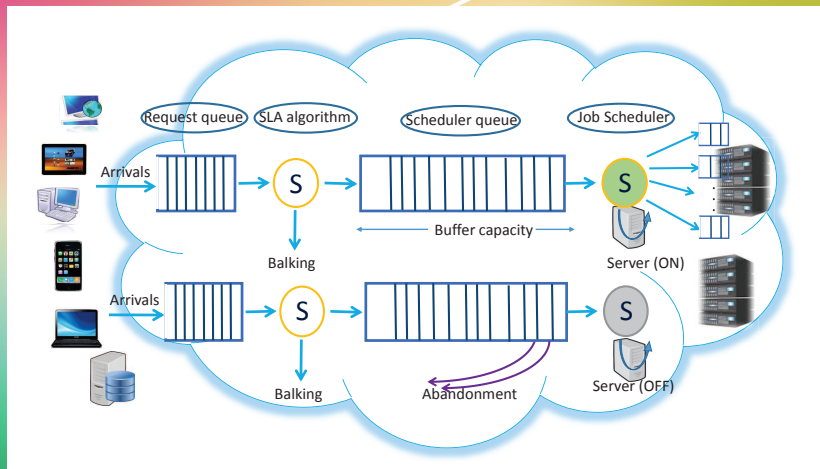 Request queue
SLA algorithm
Scheduler queue
Job Scheduler
Arrivals
S
S
Buffer capacity
Balking
Server (ON)
Arrivals
S
S
Balking
Abandonment
Server (OFF)